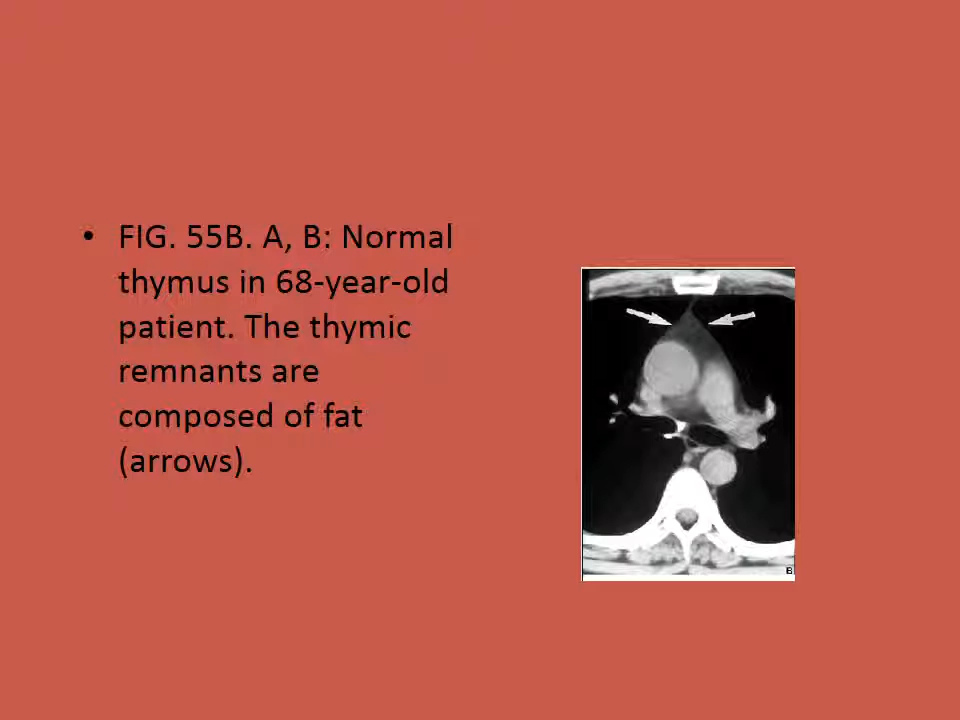 • FIG. 55B. A, B: Normal
thymus in 68-year-old
patient. The thymic
remnants are
composed of fat
(arrows).
B